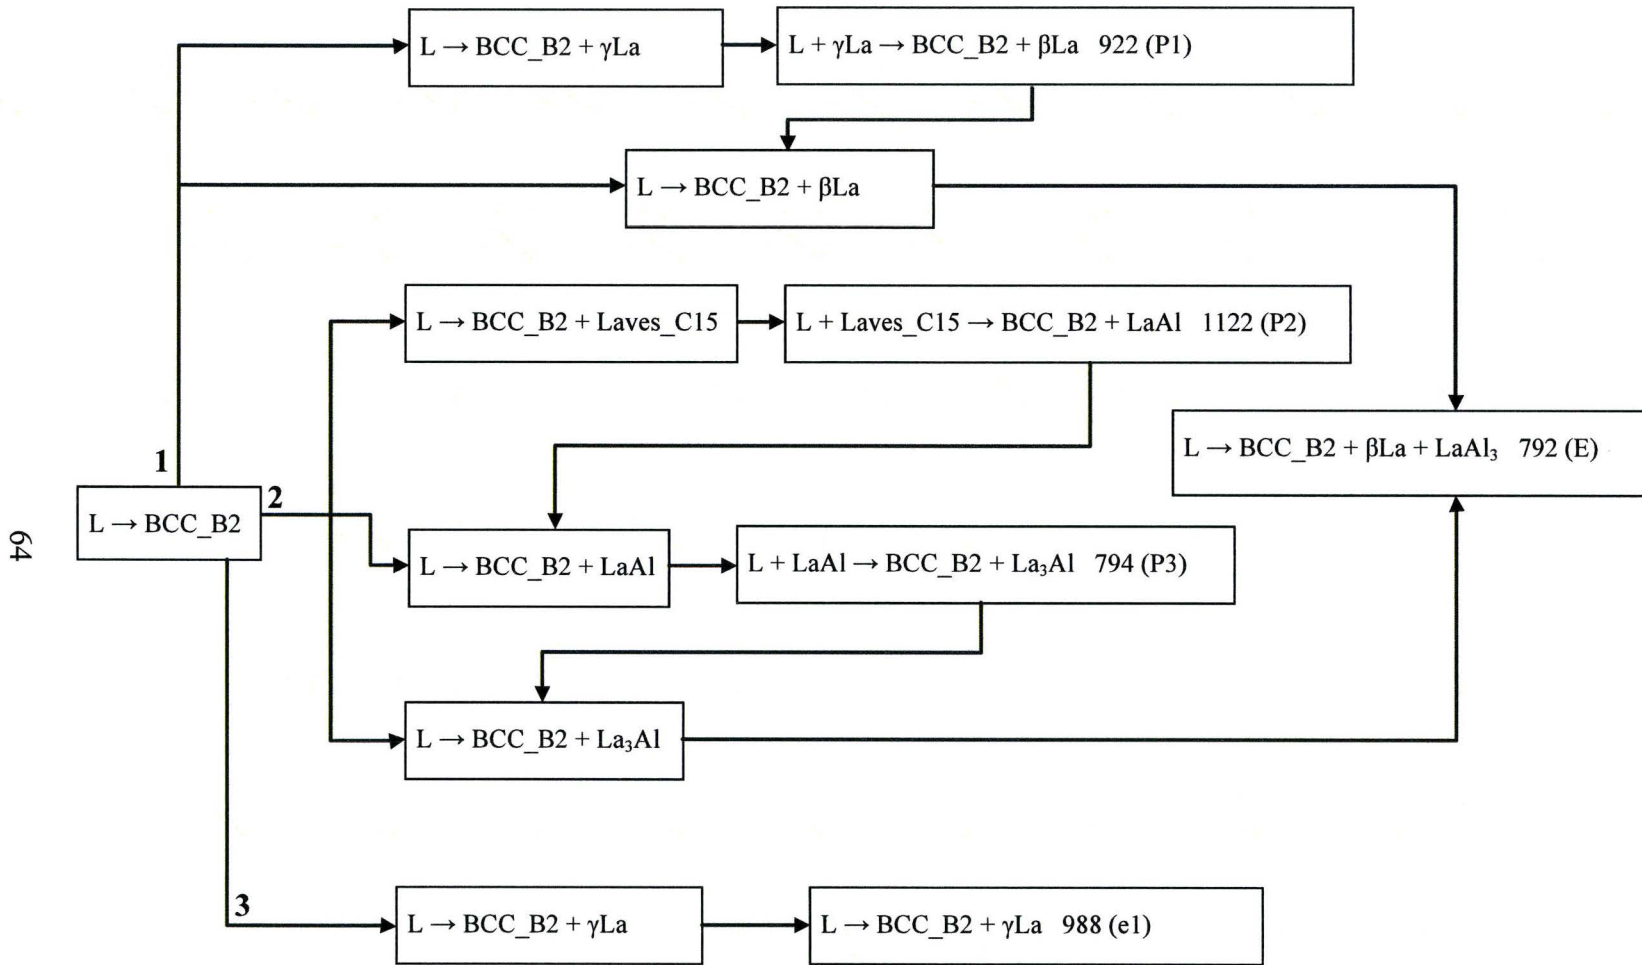 L → BCC_B2 + γLa
L + γLa → BCC_B2 + βLa 922 (P1)
L → BCC_B2 + βLa
L → BCC_B2 + Laves_C15
L + Laves_C15 → BCC_B2 + LaAl 1122 (P2)
L → BCC_B2 + βLa + LaAl₃ 792 (E)
1
2
L → BCC_B2
L → BCC_B2 + LaAl
L + LaAl → BCC_B2 + La₃Al 794 (P3)
L → BCC_B2 + La₃Al
3
L → BCC_B2 + γLa
L → BCC_B2 + γLa 988 (e1)
64